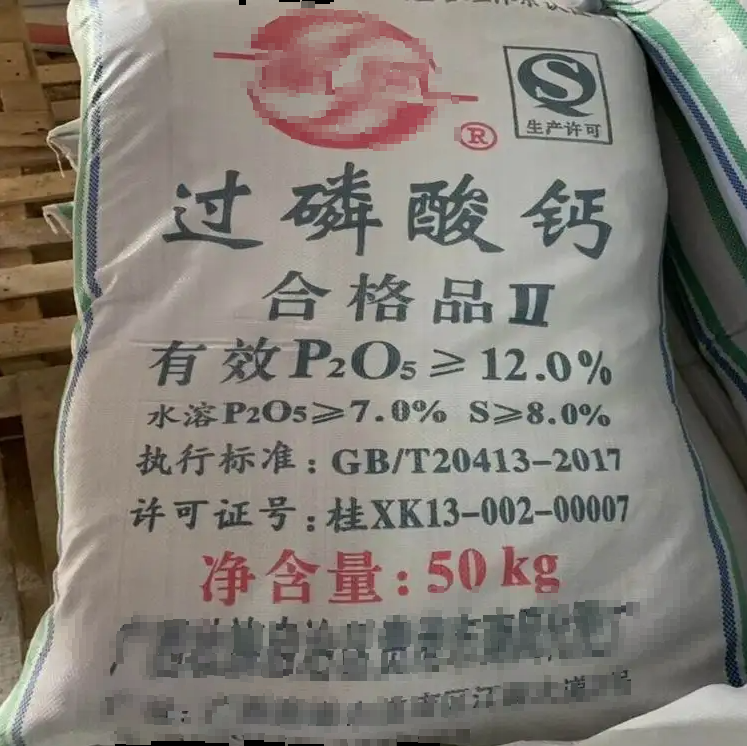 ®
生产许可
过磷酸钙
合格品Ⅱ
有效P₂O₅≥12.0%
水溶P₂O₅≥7.0% S≥8.0%
执行标准:GB/T20413-2017
许可证号:桂XK13-002-00007
净含量:50kg